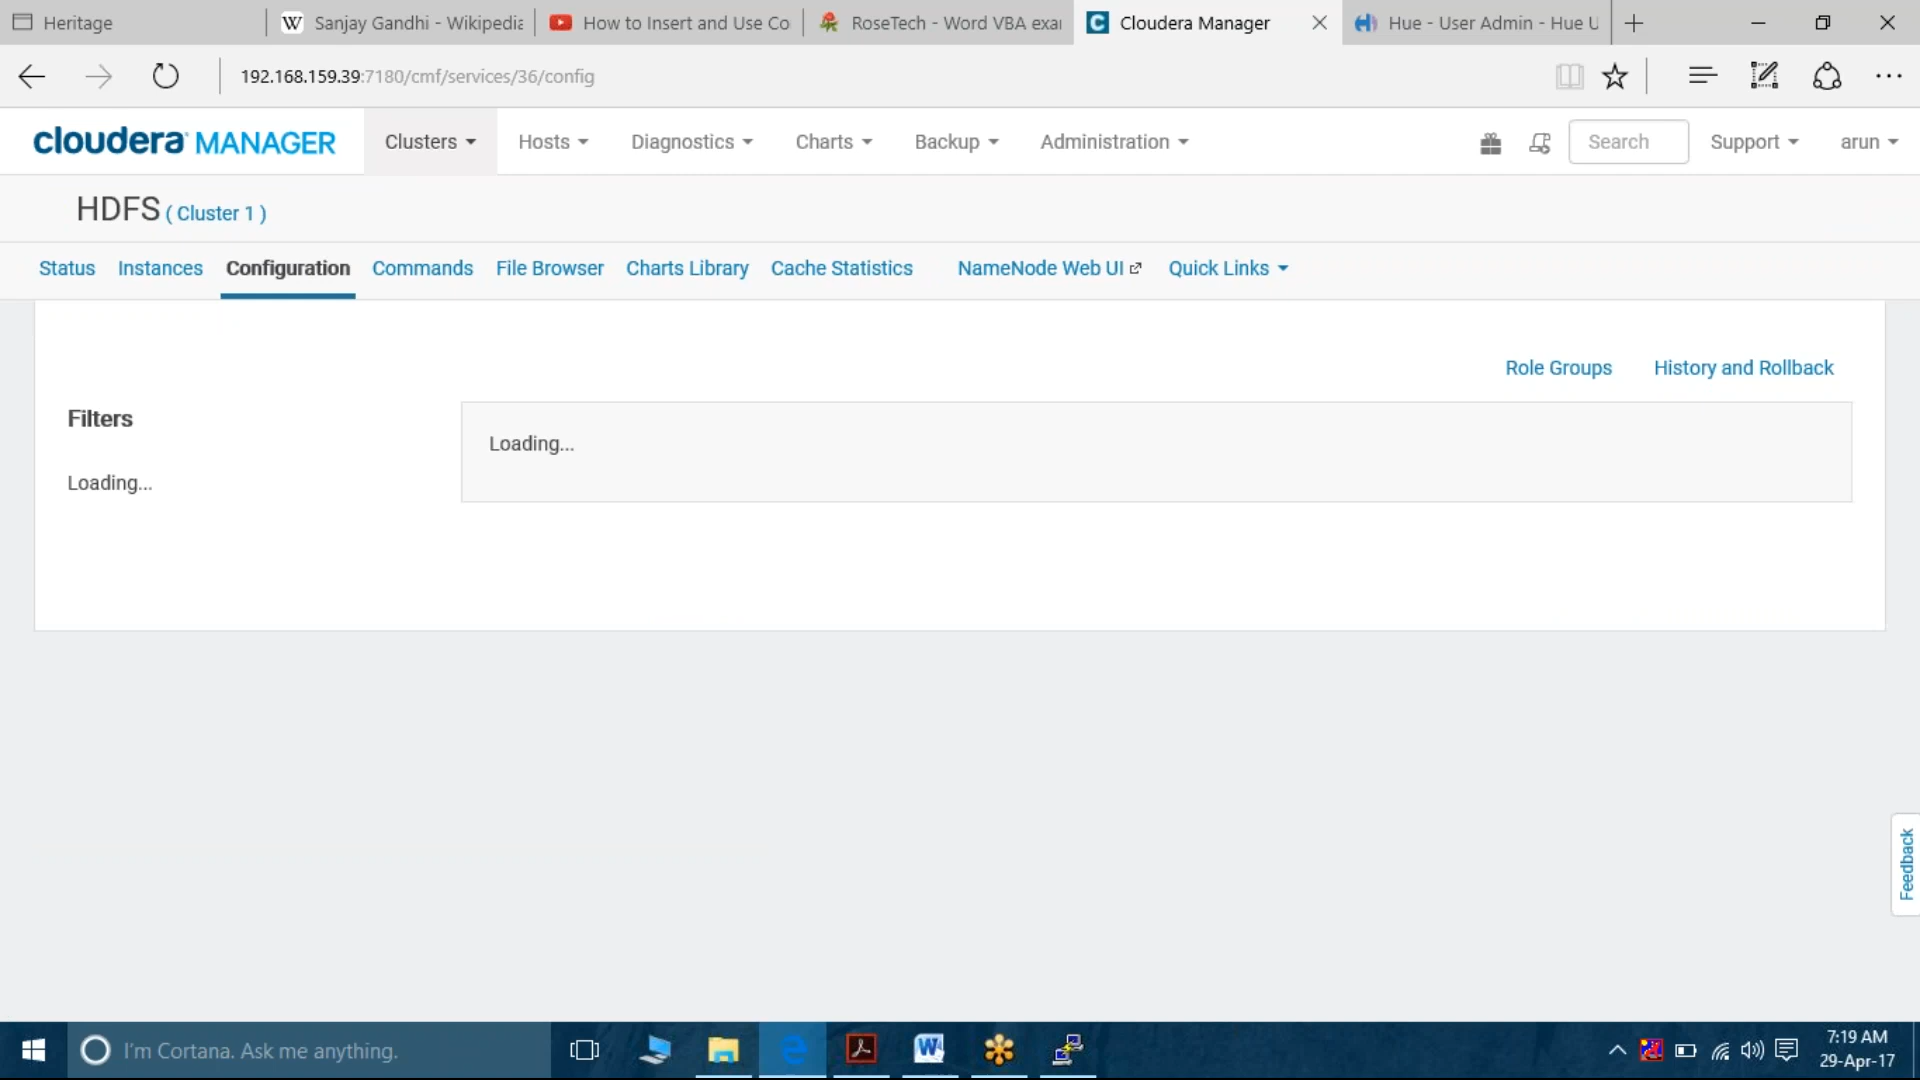 Heritage
W Sanjay Gandhi - Wikipedia
How to Insert and Use Co
RoseTech - Word VBA exa
C Cloudera Manager
Hue - User Admin - Hue U
192.168.159.39:7180/cmf/services/36/config
cloudera MANAGER
Clusters
Hosts
Diagnostics
Charts
Backup
Administration
Search
Support
arun
HDFS ( Cluster 1 )
Status
Instances
Configuration
Commands
File Browser
Charts Library
Cache Statistics
NameNode Web UI
Quick Links
Role Groups
History and Rollback
Filters
Loading...
Loading...
Feedback
I'm Cortana. Ask me anything.
7:19 AM
29-Apr-17